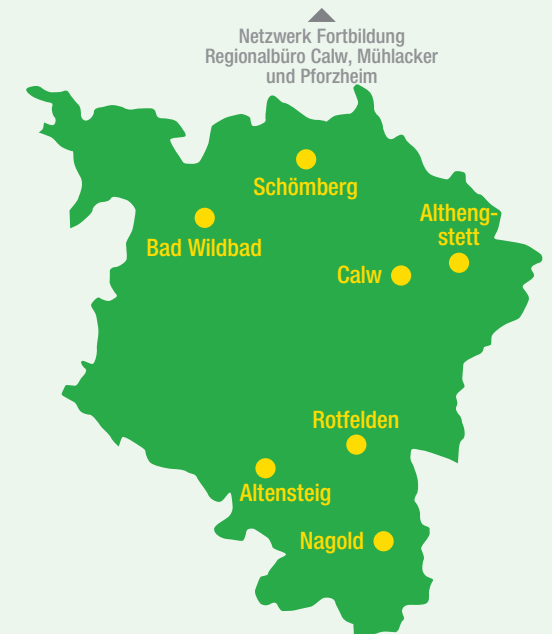 Netzwerk Fortbildung
Regionalbüro Calw, Mühlacker
und Pforzheim
Schömberg
Altheng-
stett
Bad Wildbad
Calw
Rotfelden
Altensteig
Nagold